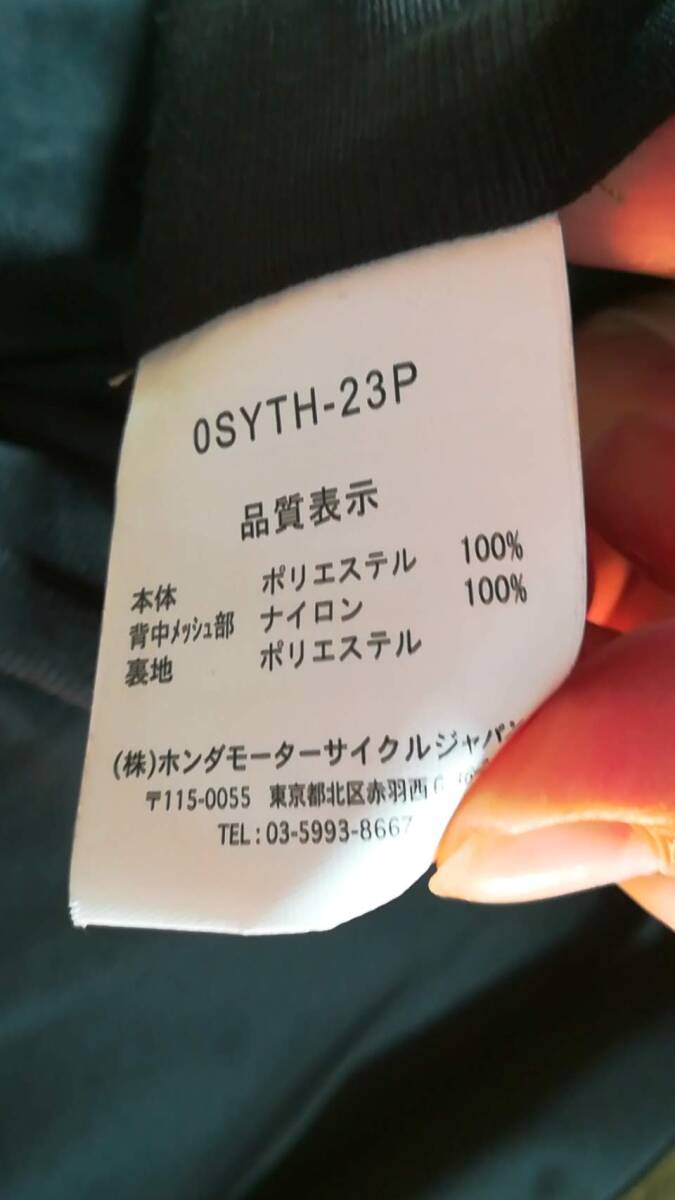 0SYTH-23P
品質表示
本体 ポリエステル 100%
背中メッシュ部 ナイロン 100%
裏地 ポリエステル
(株)ホンダモーターサイクルジャパン
〒115-0055 東京都北区赤羽西
TEL:03-5993-8667